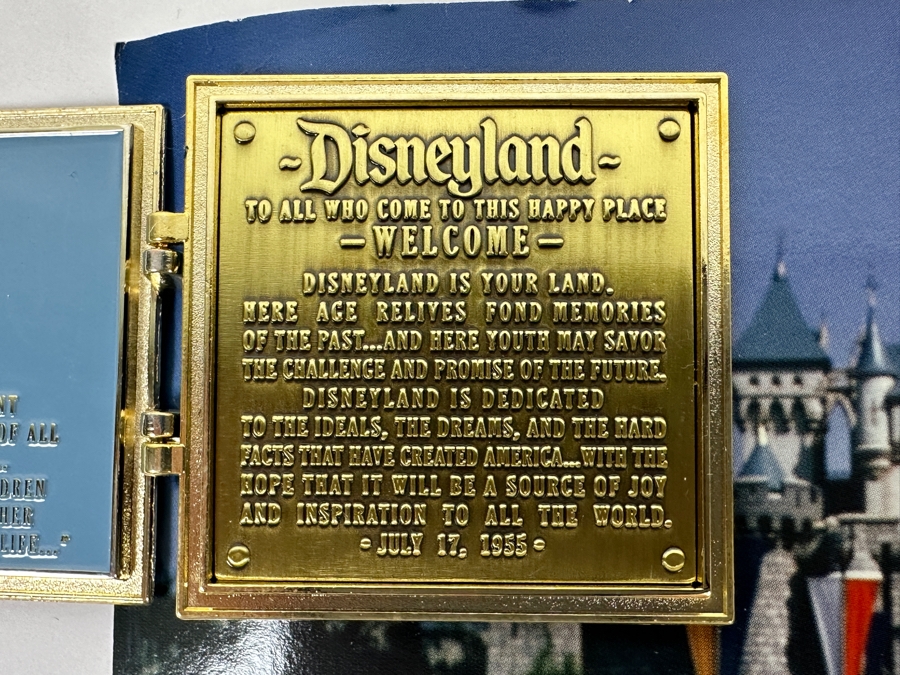 NT
OF ALL
DREN
HER
LIFE..."
~Disneyland~
TO ALL WHO COME TO THIS HAPPY PLACE
–WELCOME–
DISNEYLAND IS YOUR LAND.
HERE AGE RELIVES FOND MEMORIES
OF THE PAST...AND HERE YOUTH MAY SAVOR
THE CHALLENGE AND PROMISE OF THE FUTURE.
DISNEYLAND IS DEDICATED
TO THE IDEALS, THE DREAMS, AND THE HARD
FACTS THAT HAVE CREATED AMERICA...WITH THE
HOPE THAT IT WILL BE A SOURCE OF JOY
AND INSPIRATION TO ALL THE WORLD.
• JULY 17, 1955 •